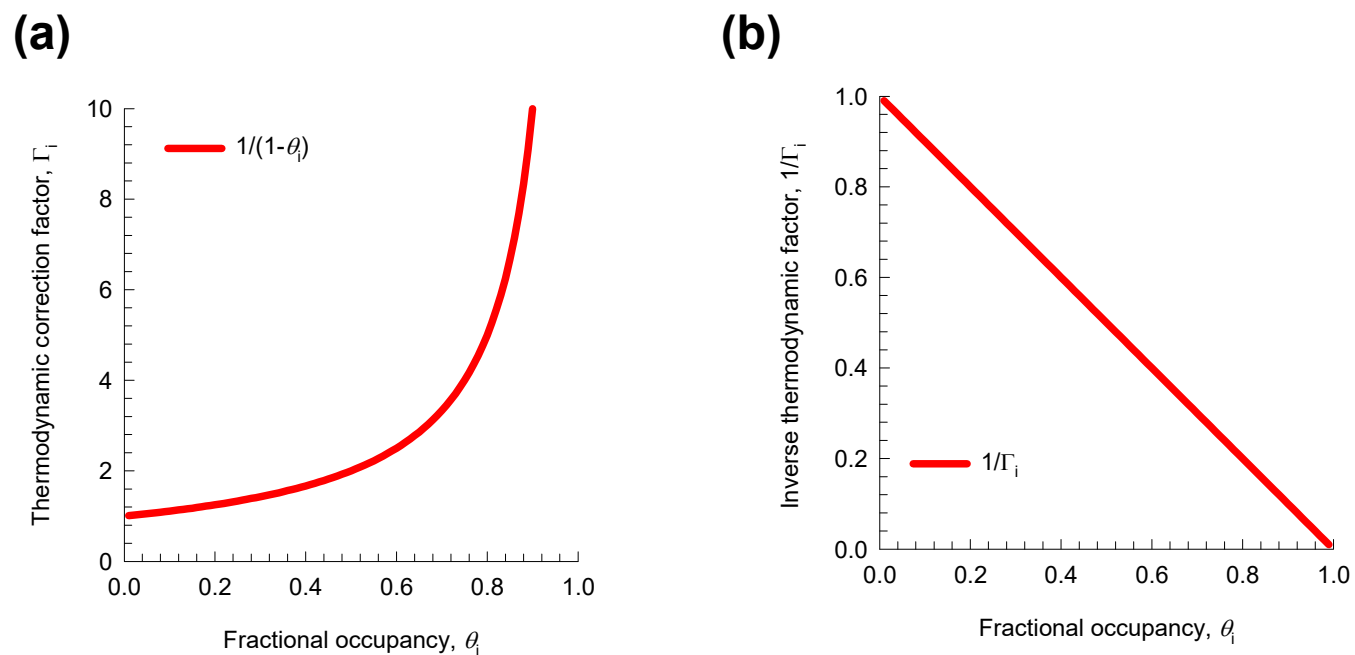 (a)
Thermodynamic correction factor, Γi
10
8
6
4
2
0
1/(1-θi)
0.0 0.2 0.4 0.6 0.8 1.0
Fractional occupancy, θi
(b)
Inverse thermodynamic factor, 1/Γi
1.0
0.8
0.6
0.4
0.2
0.0
1/Γi
0.0 0.2 0.4 0.6 0.8 1.0
Fractional occupancy, θi